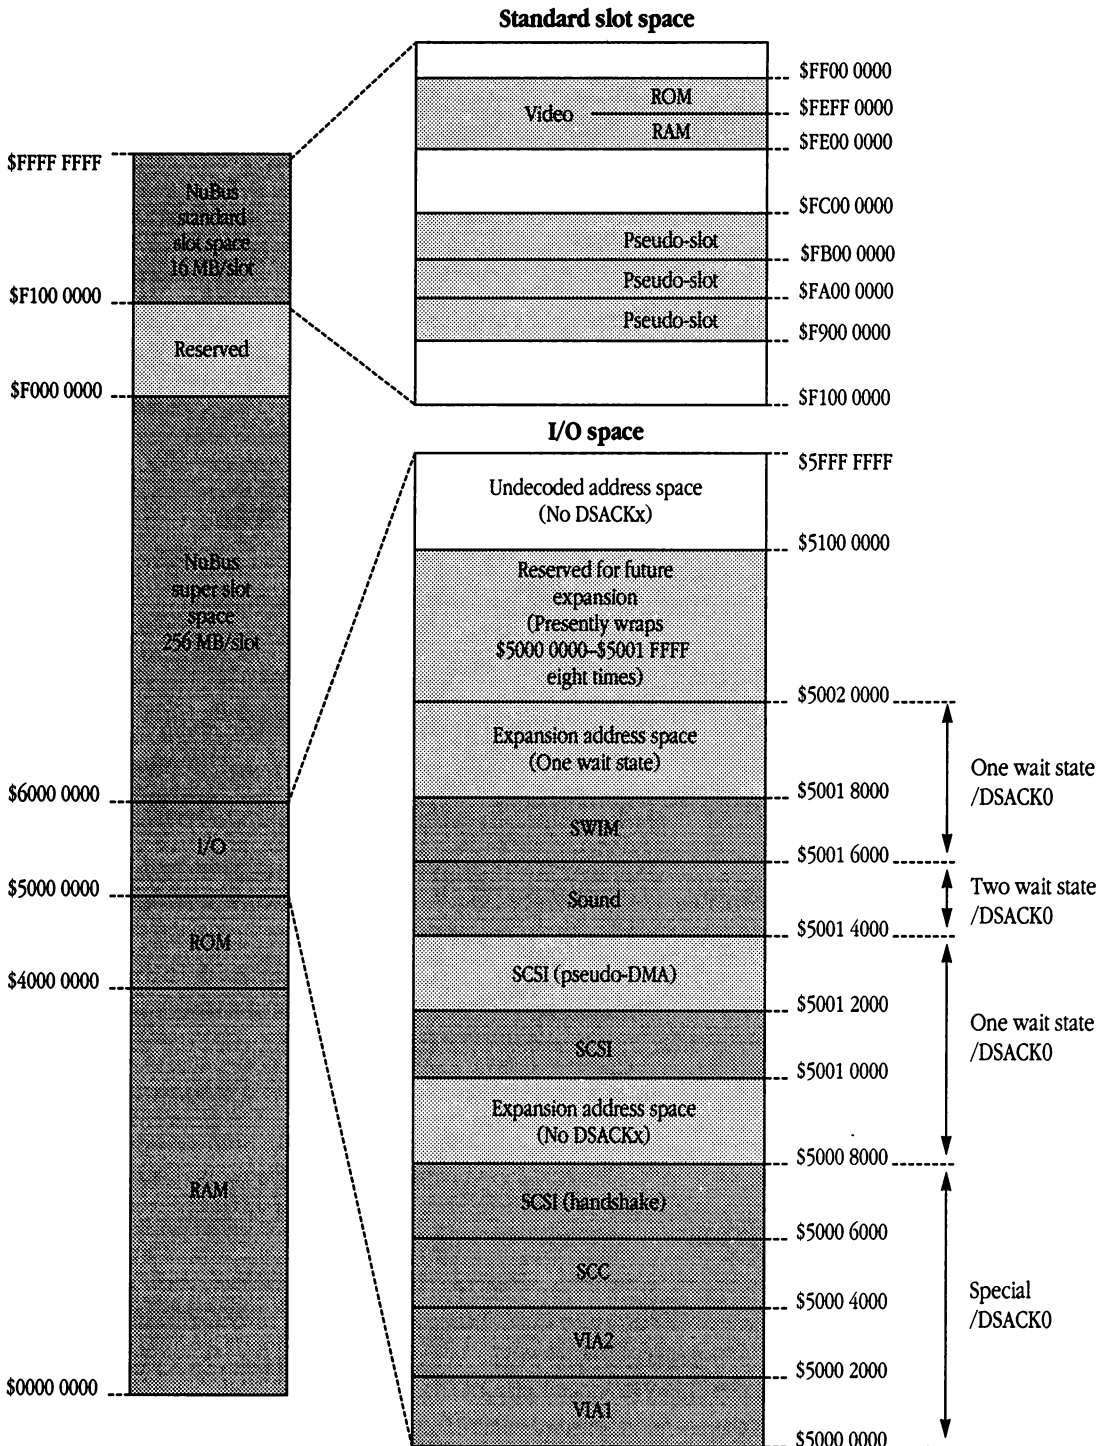 Standard slot space
$FF00 0000
ROM
Video
$FEFF 0000
RAM
$FE00 0000
$FC00 0000
Pseudo-slot
$FB00 0000
Pseudo-slot
$FA00 0000
Pseudo-slot
$F900 0000
$F100 0000
$FFFF FFFF
NuBus
standard
slot space
16 MB/slot
$F100 0000
Reserved
$F000 0000
NuBus
super slot
space
256 MB/slot
$6000 0000
I/O
$5000 0000
ROM
$4000 0000
RAM
$0000 0000
I/O space
$5FFF FFFF
Undecoded address space
(No DSACKx)
$5100 0000
Reserved for future
expansion
(Presently wraps
$5000 0000–$5001 FFFF
eight times)
$5002 0000
Expansion address space
(One wait state)
$5001 8000
SWIM
$5001 6000
Sound
$5001 4000
SCSI (pseudo-DMA)
$5001 2000
SCSI
$5001 0000
Expansion address space
(No DSACKx)
$5000 8000
SCSI (handshake)
$5000 6000
SCC
$5000 4000
VIA2
$5000 2000
VIA1
$5000 0000
One wait state
/DSACK0
Two wait state
/DSACK0
One wait state
/DSACK0
Special
/DSACK0